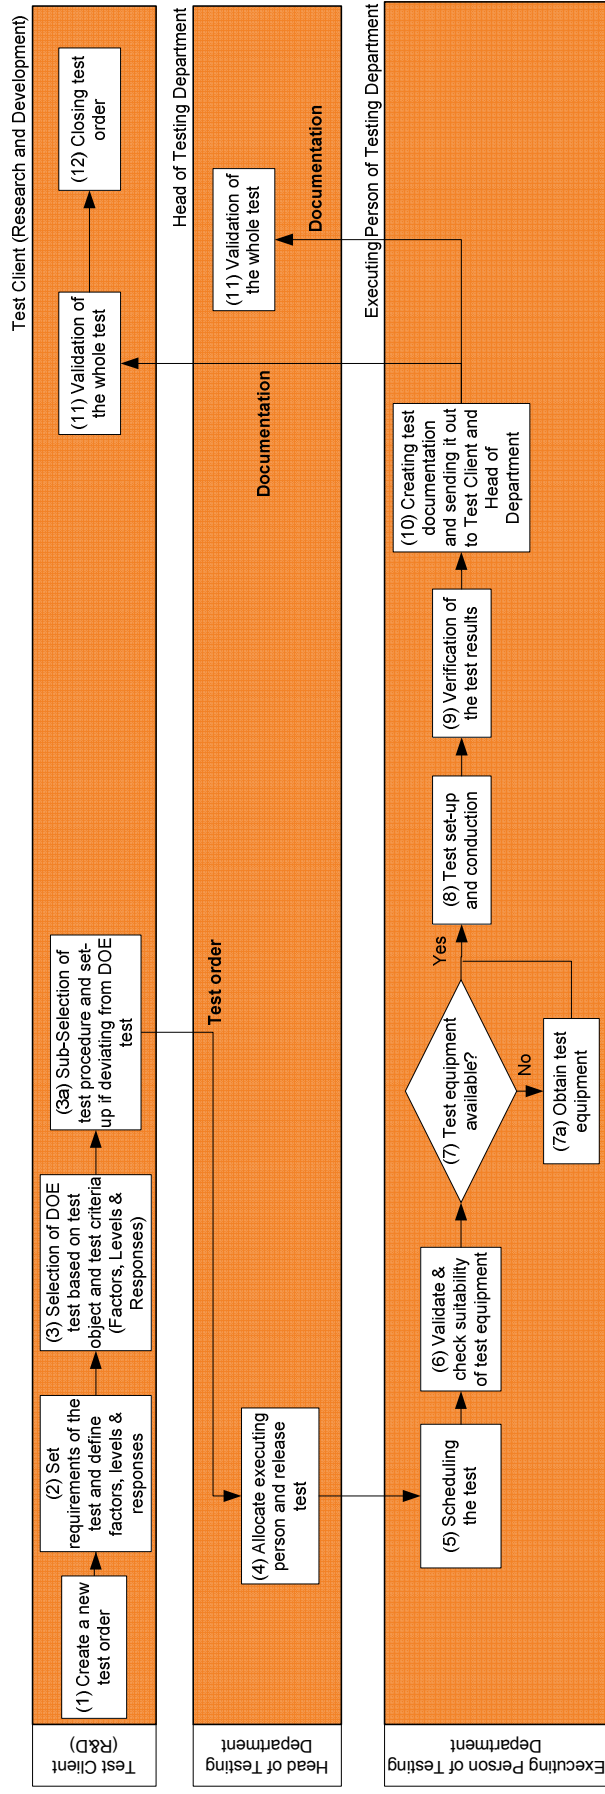 Test Client (Research and Development)
Test Client
(R&D)
(1) Create a new
test order
(2) Set
requirements of the
test and define
factors, levels &
responses
(3) Selection of DOE
test based on test
object and test criteria
(Factors, Levels &
Responses)
(3a) Sub-Selection of
test procedure and set-
up if deviating from DOE
test
(11) Validation of
the whole test
(12) Closing test
order
Head of Testing Department
Head of Testing
Department
Test order
(4) Allocate executing
person and release
test
Documentation
(11) Validation of
the whole test
Documentation
Executing Person of Testing Department
Executing Person of Testing
Department
(5) Scheduling
the test
(6) Validate &
check suitability
of test equipment
(7) Test equipment
available?
Yes
No
(7a) Obtain test
equipment
(8) Test set-up
and conduction
(9) Verification of
the test results
(10) Creating test
documentation
and sending it out
to Test Client and
Head of
Department